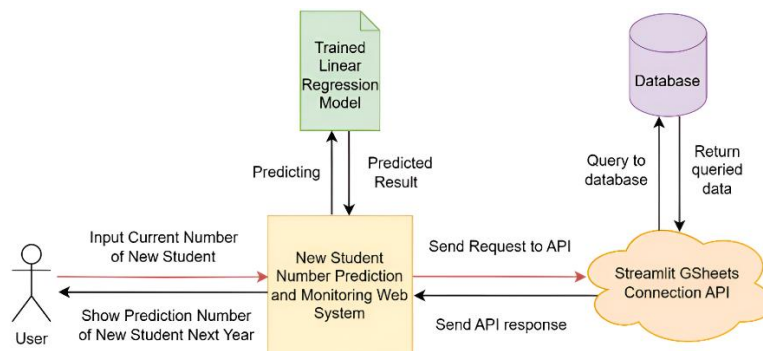 Trained
Linear
Regression
Model
Database
Predicting
Predicted
Result
Query to
database
Return
queried
data
Input Current Number
of New Student
New Student
Number Prediction
and Monitoring Web
System
Send Request to API
Streamlit GSheets
Connection API
User
Show Prediction Number
of New Student Next Year
Send API response